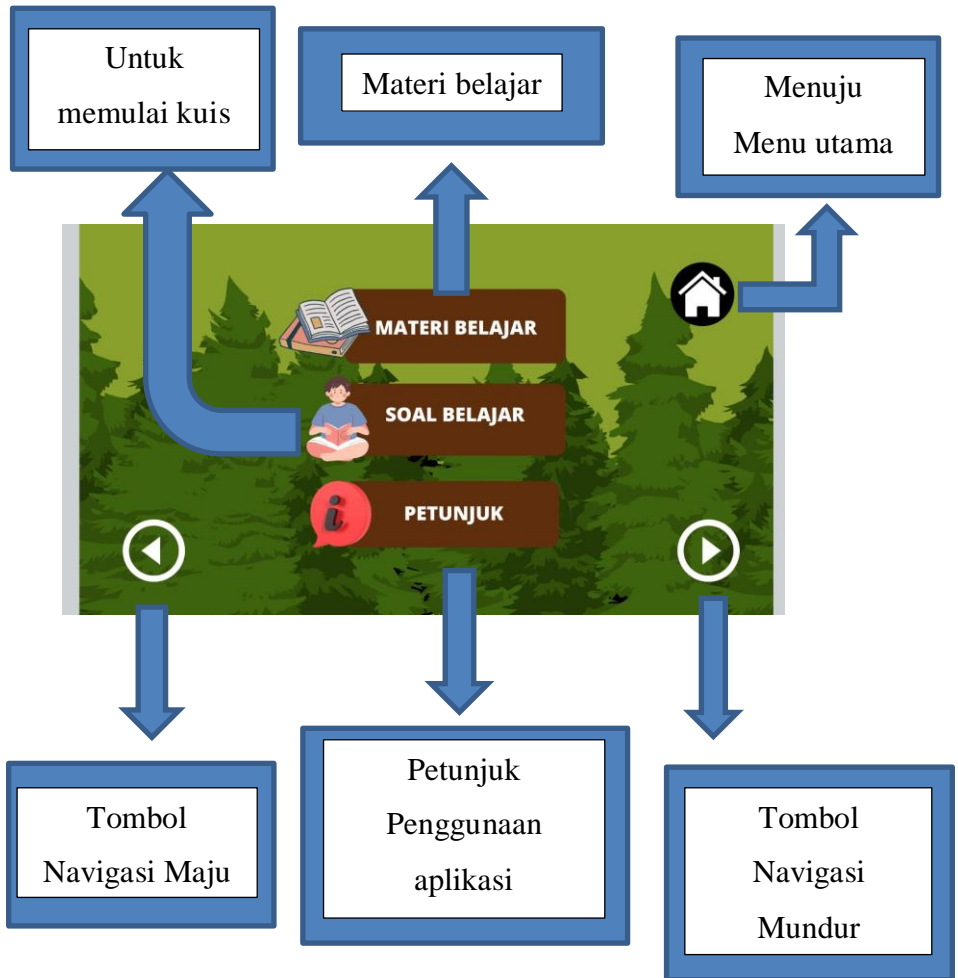 Untuk
memulai kuis
Materi belajar
Menuju
Menu utama
MATERI BELAJAR
SOAL BELAJAR
PETUNJUK
Tombol
Navigasi Maju
Petunjuk
Penggunaan
aplikasi
Tombol
Navigasi
Mundur